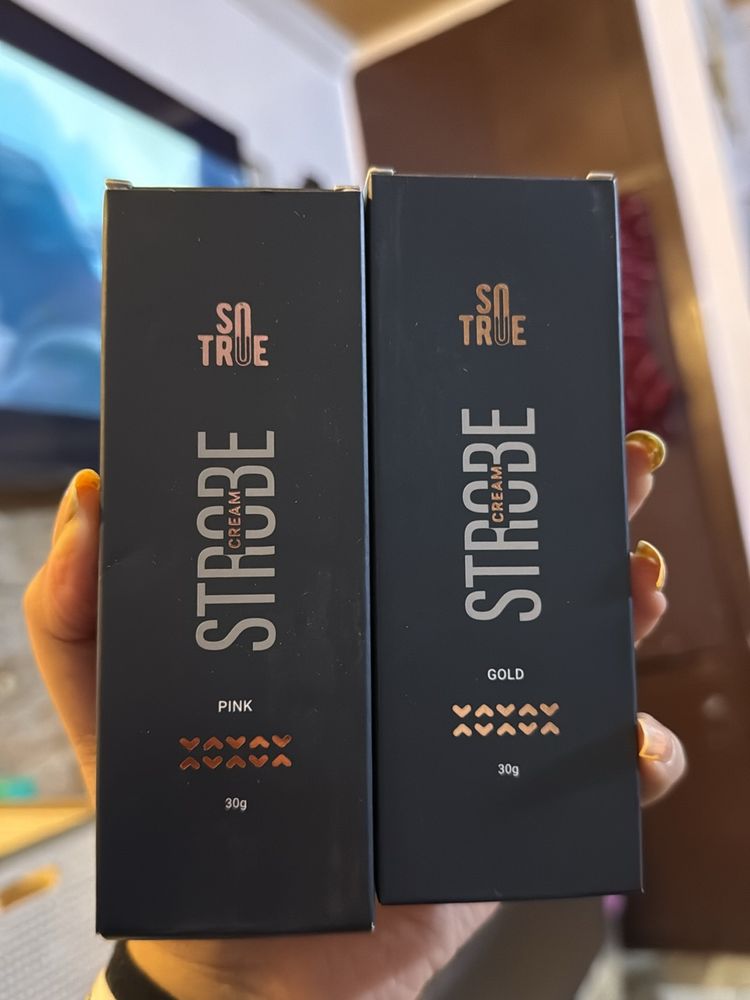 SO
TRUE
STROBE
CREAM
PINK
30g
SO
TRUE
STROBE
CREAM
GOLD
30g